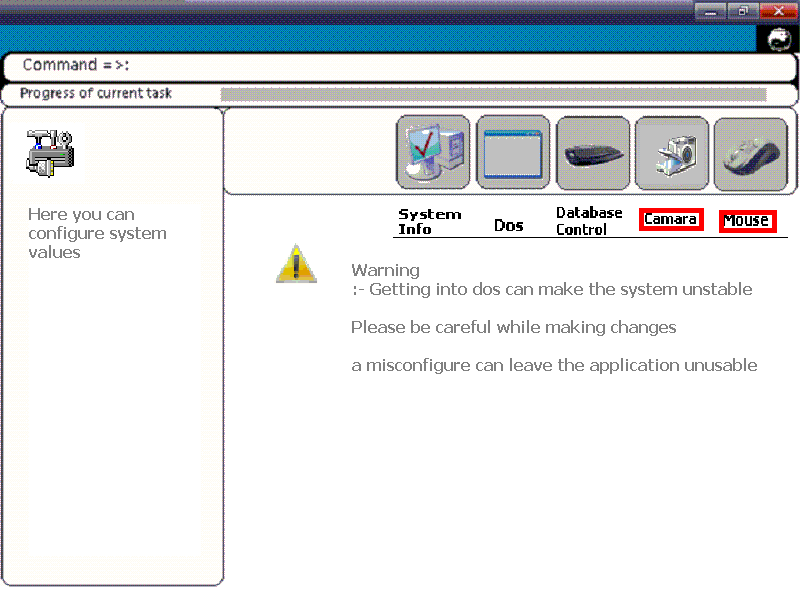 Command =>:
Progress of current task
Here you can
configure system
values
System
Info
Dos
Database
Control
Camara
Mouse
Warning
:- Getting into dos can make the system unstable
Please be careful while making changes
a misconfigure can leave the application unusable